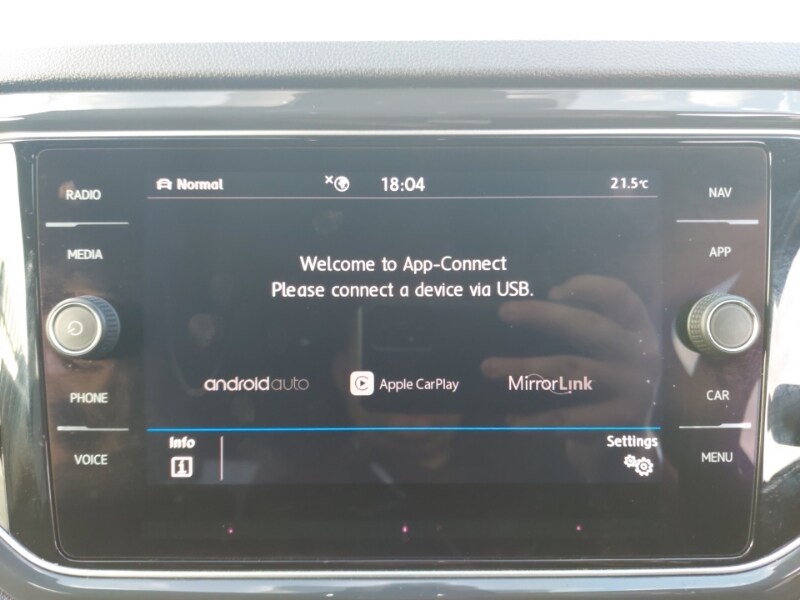 RADIO
MEDIA
PHONE
VOICE
Normal
18:04
21.5°C
Welcome to App-Connect
Please connect a device via USB.
androidauto
Apple CarPlay
MirrorLink
Info
Settings
NAV
APP
CAR
MENU